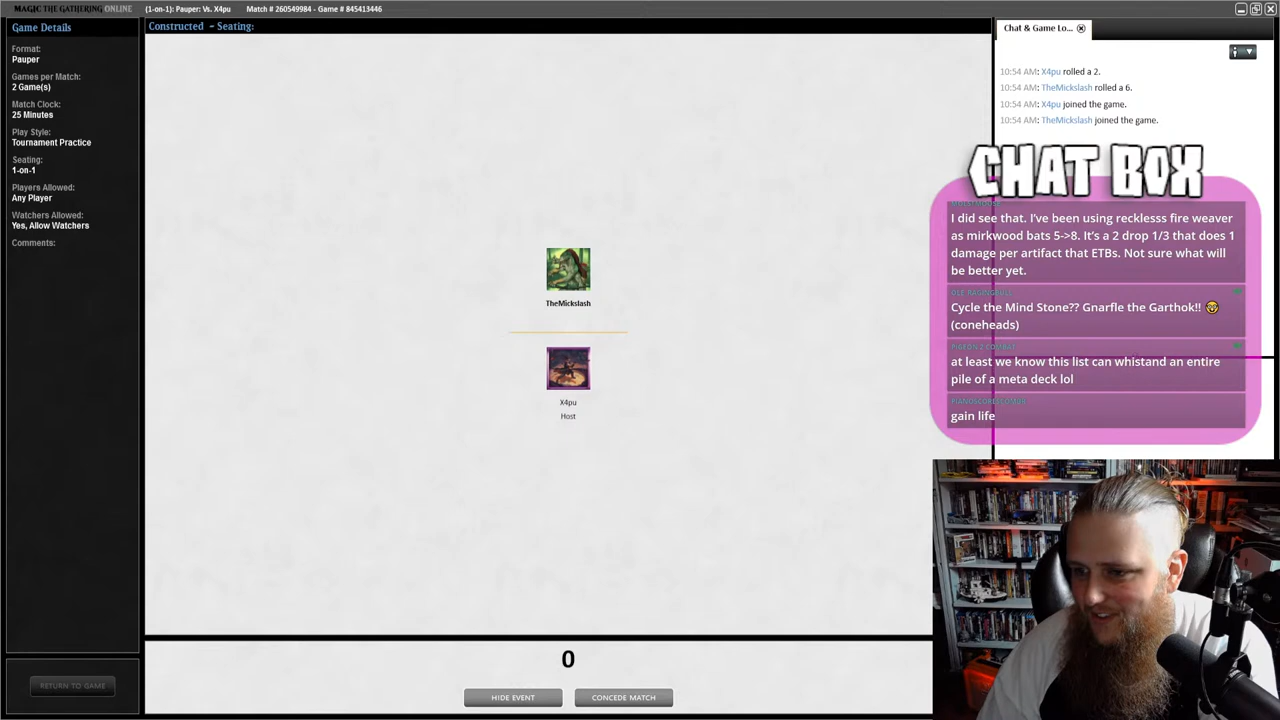 MAGIC THE GATHERING ONLINE
(1-on-1): Pauper: Vs. X4pu
Match # 260549984 - Game # 845413446
Game Details
Format:
Pauper
Games per Match:
2 Game(s)
Match Clock:
25 Minutes
Play Style:
Tournament Practice
Seating:
1-on-1
Players Allowed:
Any Player
Watchers Allowed:
Yes, Allow Watchers
Comments:
RETURN TO GAME
Constructed - Seating:
TheMickslash
X4pu
Host
0
HIDE EVENT
CONCEDE MATCH
Chat & Game Lo...
10:54 AM: X4pu rolled a 2.
10:54 AM: TheMickslash rolled a 6.
10:54 AM: X4pu joined the game.
10:54 AM: TheMickslash joined the game.
CHAT BOX
I did see that. I've been using recklesss fire weaver
as mirkwood bats 5->8. It's a 2 drop 1/3 that does 1
damage per artifact that ETBs. Not sure what will
be better yet.
Cycle the Mind Stone?? Gnarfle the Garthok!! 🤓
(coneheads)
at least we know this list can whistand an entire
pile of a meta deck lol
gain life